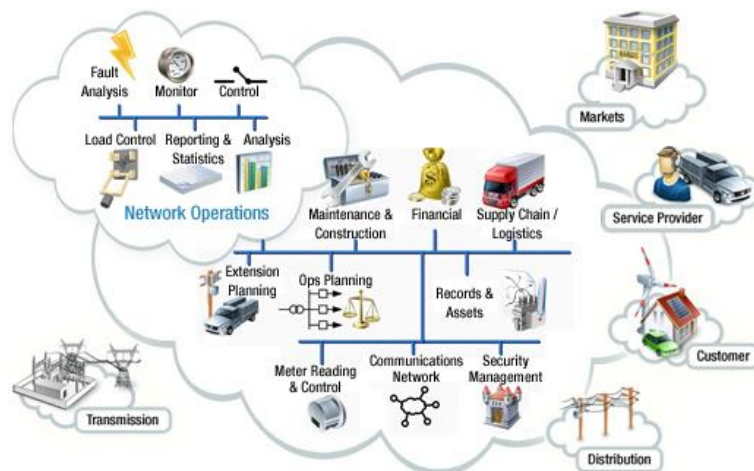 Fault
Analysis
Monitor
Control
Load Control
Reporting &
Statistics
Analysis
Network Operations
Maintenance &
Construction
Financial
Supply Chain /
Logistics
Extension
Planning
Ops Planning
Records &
Assets
Meter Reading
& Control
Communications
Network
Security
Management
Markets
Service Provider
Customer
Distribution
Transmission